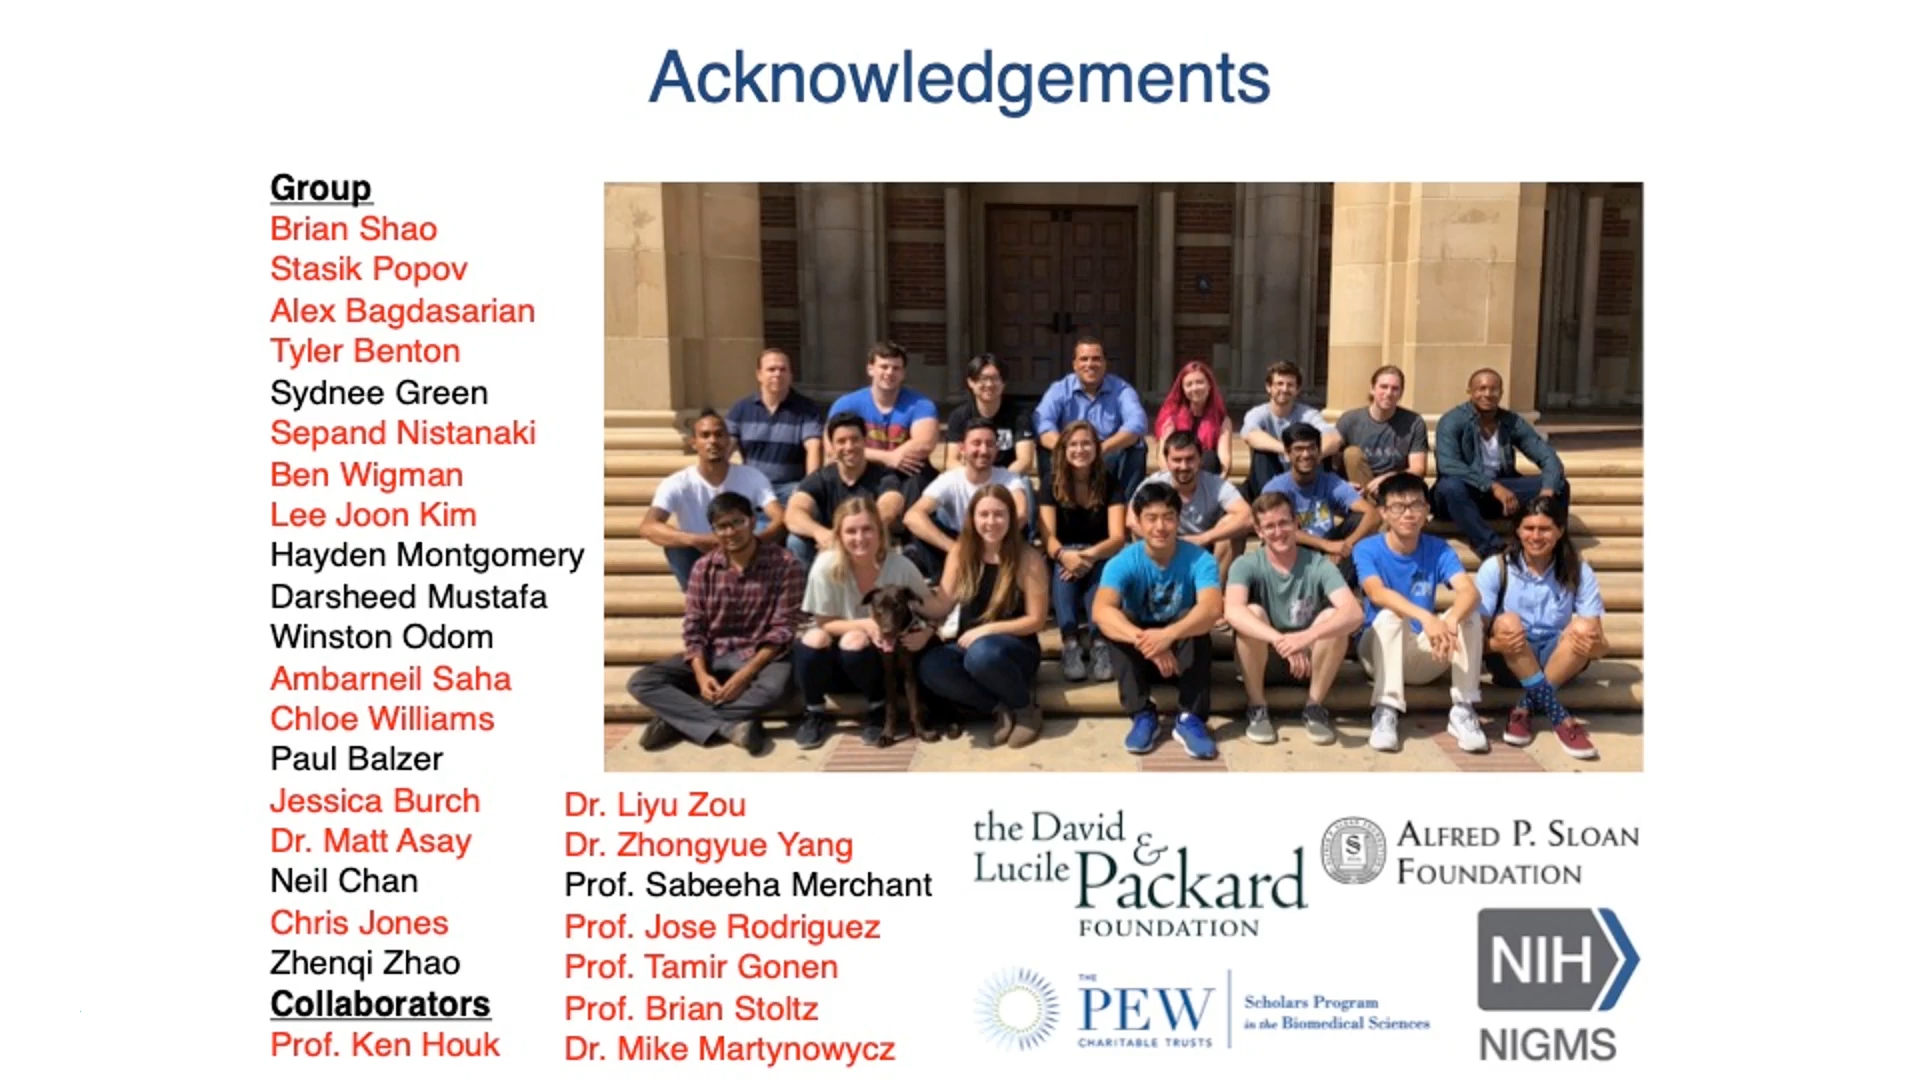 Acknowledgements
Group
Brian Shao
Stasik Popov
Alex Bagdasarian
Tyler Benton
Sydnee Green
Sepand Nistanaki
Ben Wigman
Lee Joon Kim
Hayden Montgomery
Darsheed Mustafa
Winston Odom
Ambarneil Saha
Chloe Williams
Paul Balzer
Jessica Burch
Dr. Matt Asay
Neil Chan
Chris Jones
Zhenqi Zhao
Collaborators
Prof. Ken Houk
Dr. Liyu Zou
Dr. Zhongyue Yang
Prof. Sabeeha Merchant
Prof. Jose Rodriguez
Prof. Tamir Gonen
Prof. Brian Stoltz
Dr. Mike Martynowycz
the David &
Lucile Packard
FOUNDATION
ALFRED P. SLOAN
FOUNDATION
THE
PEW
CHARITABLE TRUSTS
Scholars Program
in the Biomedical Sciences
NIH
NIGMS